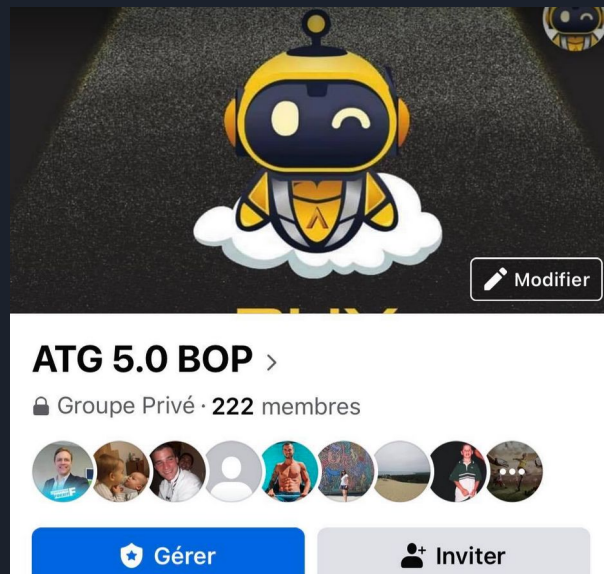 Modifier
ATG 5.0 BOP >
Groupe Privé · 222 membres
Gérer
Inviter